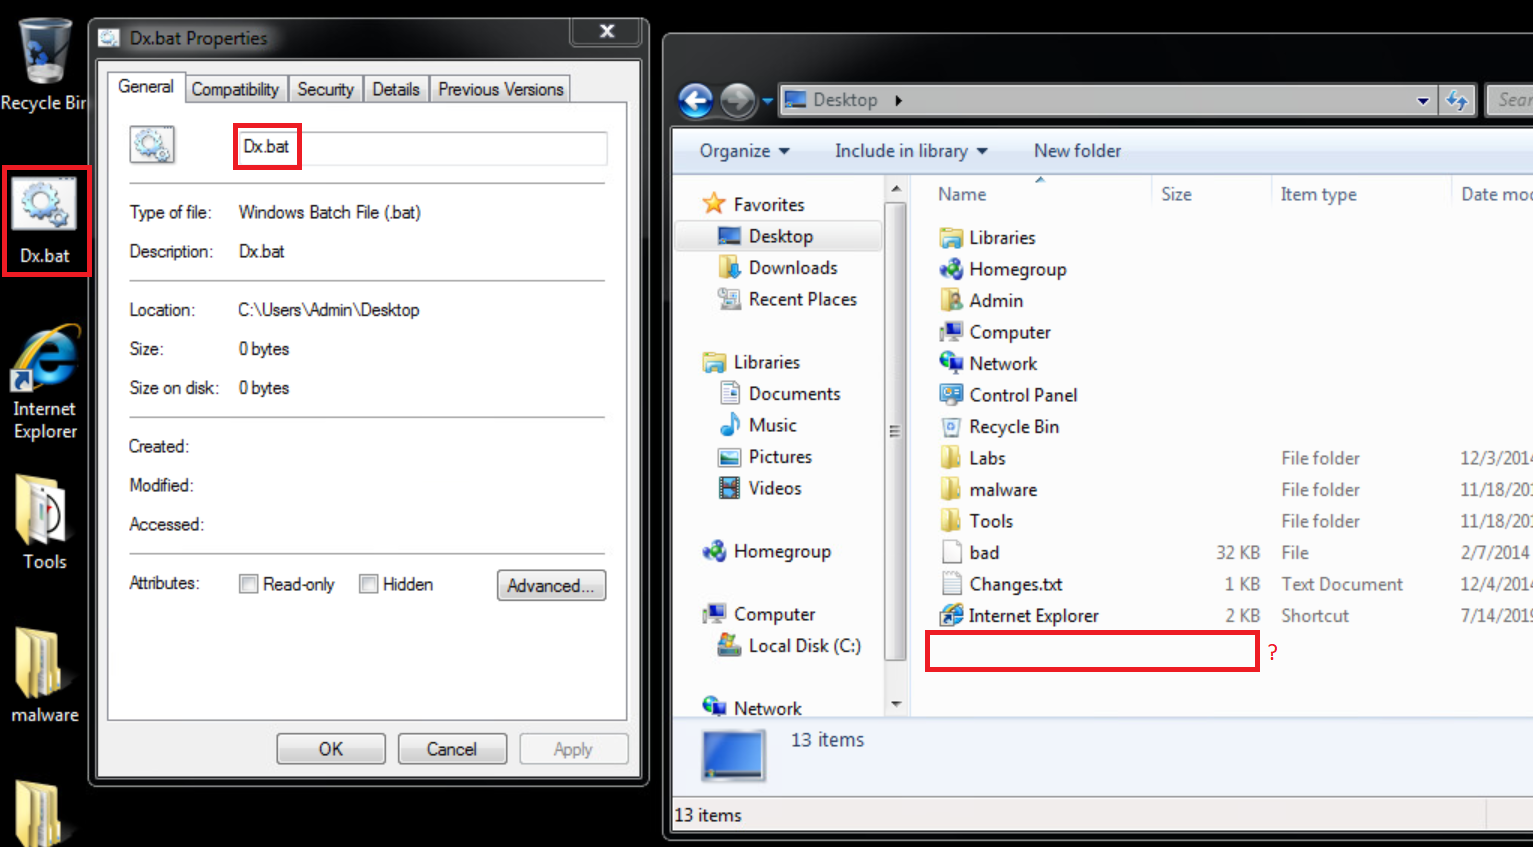 Recycle Bin
Dx.bat
Internet
Explorer
Tools
malware
Dx.bat Properties
General Compatibility Security Details Previous Versions
Dx.bat
Type of file: Windows Batch File (.bat)
Description: Dx.bat
Location: C:\Users\Admin\Desktop
Size: 0 bytes
Size on disk: 0 bytes
Created:
Modified:
Accessed:
Attributes: Read-only Hidden Advanced...
OK Cancel Apply
Desktop
Sear
Organize Include in library New folder
Favorites
Desktop
Downloads
Recent Places
Libraries
Documents
Music
Pictures
Videos
Homegroup
Computer
Local Disk (C:)
Network
Name Size Item type Date mod
Libraries
Homegroup
Admin
Computer
Network
Control Panel
Recycle Bin
Labs File folder 12/3/2014
malware File folder 11/18/201
Tools File folder 11/18/201
bad 32 KB File 2/7/2014
Changes.txt 1 KB Text Document 12/4/2014
Internet Explorer 2 KB Shortcut 7/14/2019
?
13 items
13 items